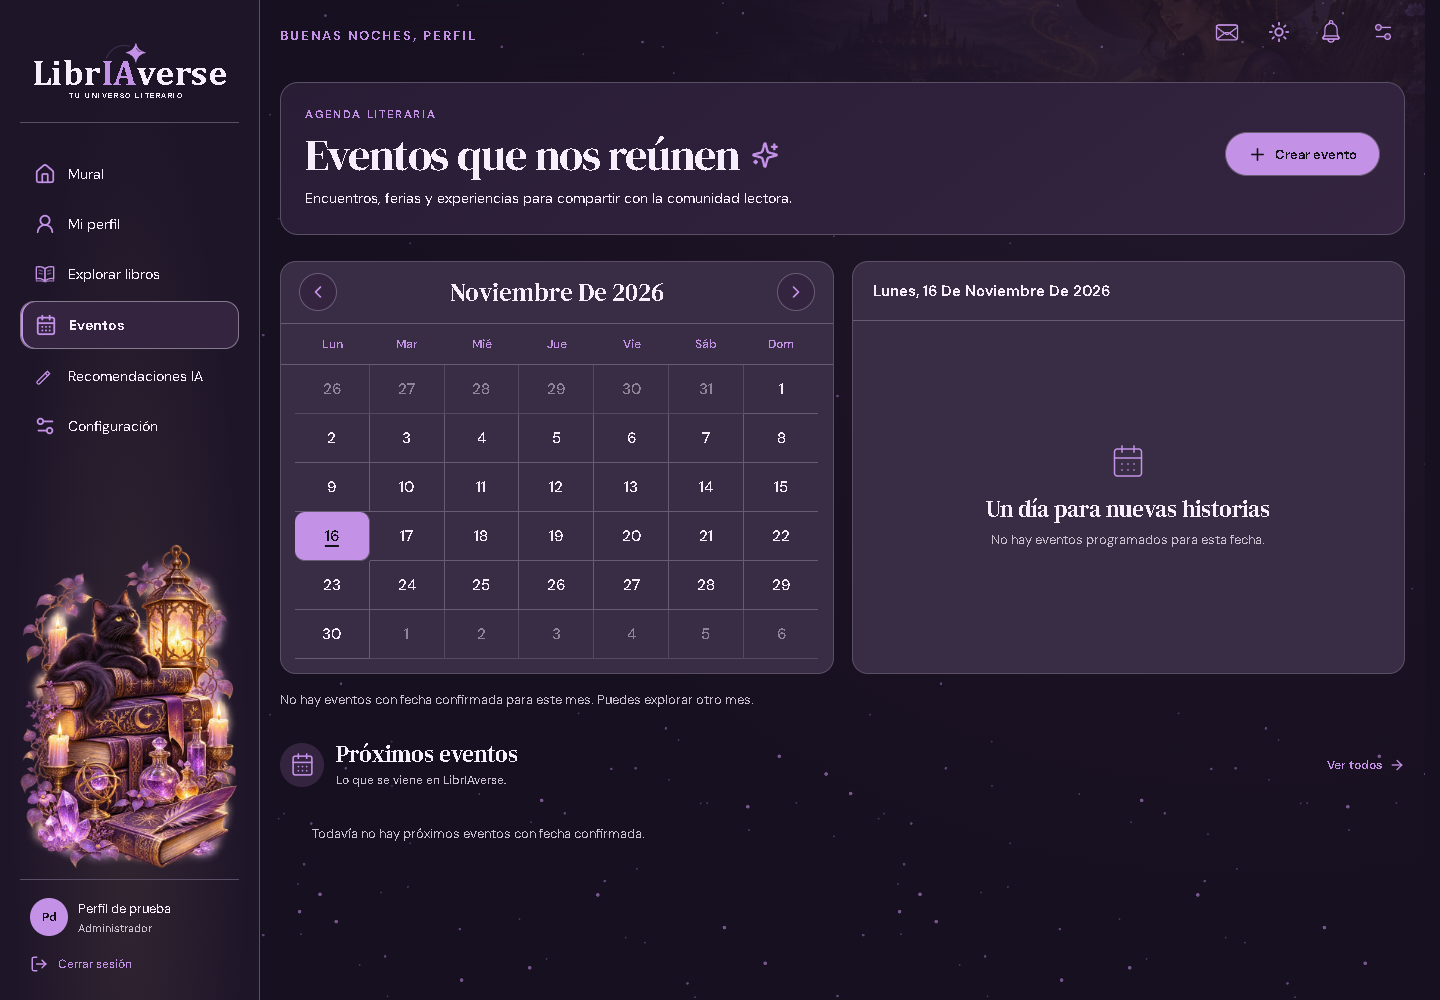 LibrIAverse
TU UNIVERSO LITERARIO
Mural
Mi perfil
Explorar libros
Eventos
Recomendaciones IA
Configuración
Pd
Perfil de prueba
Administrador
Cerrar sesión
BUENAS NOCHES, PERFIL
AGENDA LITERARIA
Eventos que nos reúnen
Encuentros, ferias y experiencias para compartir con la comunidad lectora.
Crear evento
Noviembre De 2026
Lun Mar Mié Jue Vie Sáb Dom
26 27 28 29 30 31 1
2 3 4 5 6 7 8
9 10 11 12 13 14 15
16 17 18 19 20 21 22
23 24 25 26 27 28 29
30 1 2 3 4 5 6
Lunes, 16 De Noviembre De 2026
Un día para nuevas historias
No hay eventos programados para esta fecha.
No hay eventos con fecha confirmada para este mes. Puedes explorar otro mes.
Próximos eventos
Lo que se viene en LibrIAverse.
Ver todos
Todavía no hay próximos eventos con fecha confirmada.